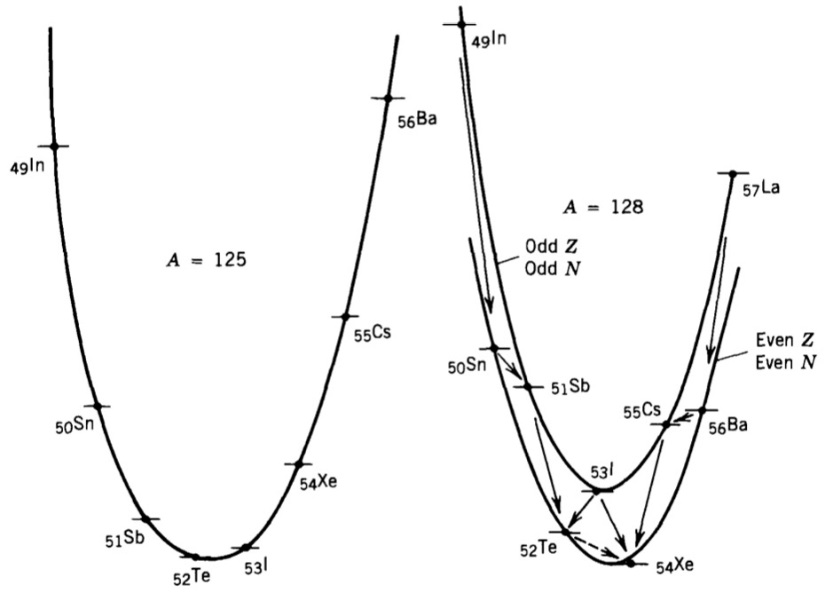 49In
50Sn
51Sb
52Te
53I
54Xe
55Cs
56Ba
A = 125
49In
A = 128
Odd Z
Odd N
57La
Even Z
Even N
50Sn
51Sb
55Cs
56Ba
53I
52Te
54Xe